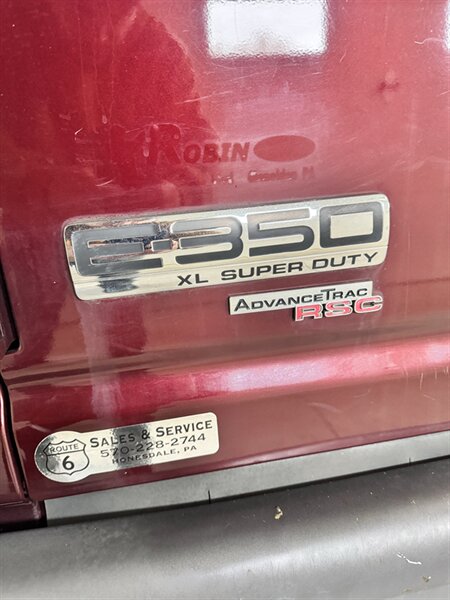 ROBIN
E-350
XL SUPER DUTY
ADVANCETRAC
RSC
ROUTE
6
SALES & SERVICE
570-228-2744
HONESDALE, PA